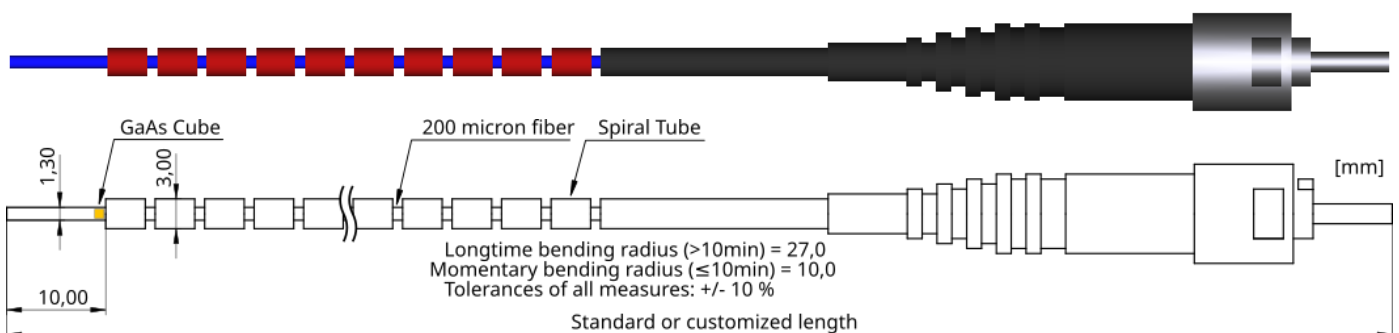 GaAs Cube
200 micron fiber
Spiral Tube
1,30
3,00
[mm]
Longtime bending radius (>10min) = 27,0
Momentary bending radius (≤10min) = 10,0
Tolerances of all measures: +/- 10 %
10,00
Standard or customized length